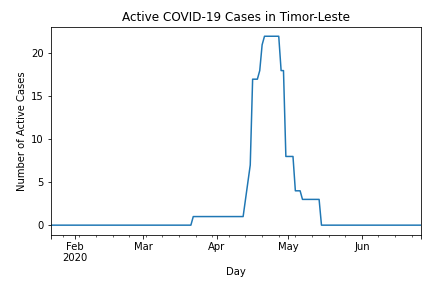 Active COVID-19 Cases in Timor-Leste
Number of Active Cases
20
15
10
5
0
Feb Mar Apr May Jun
2020
Day